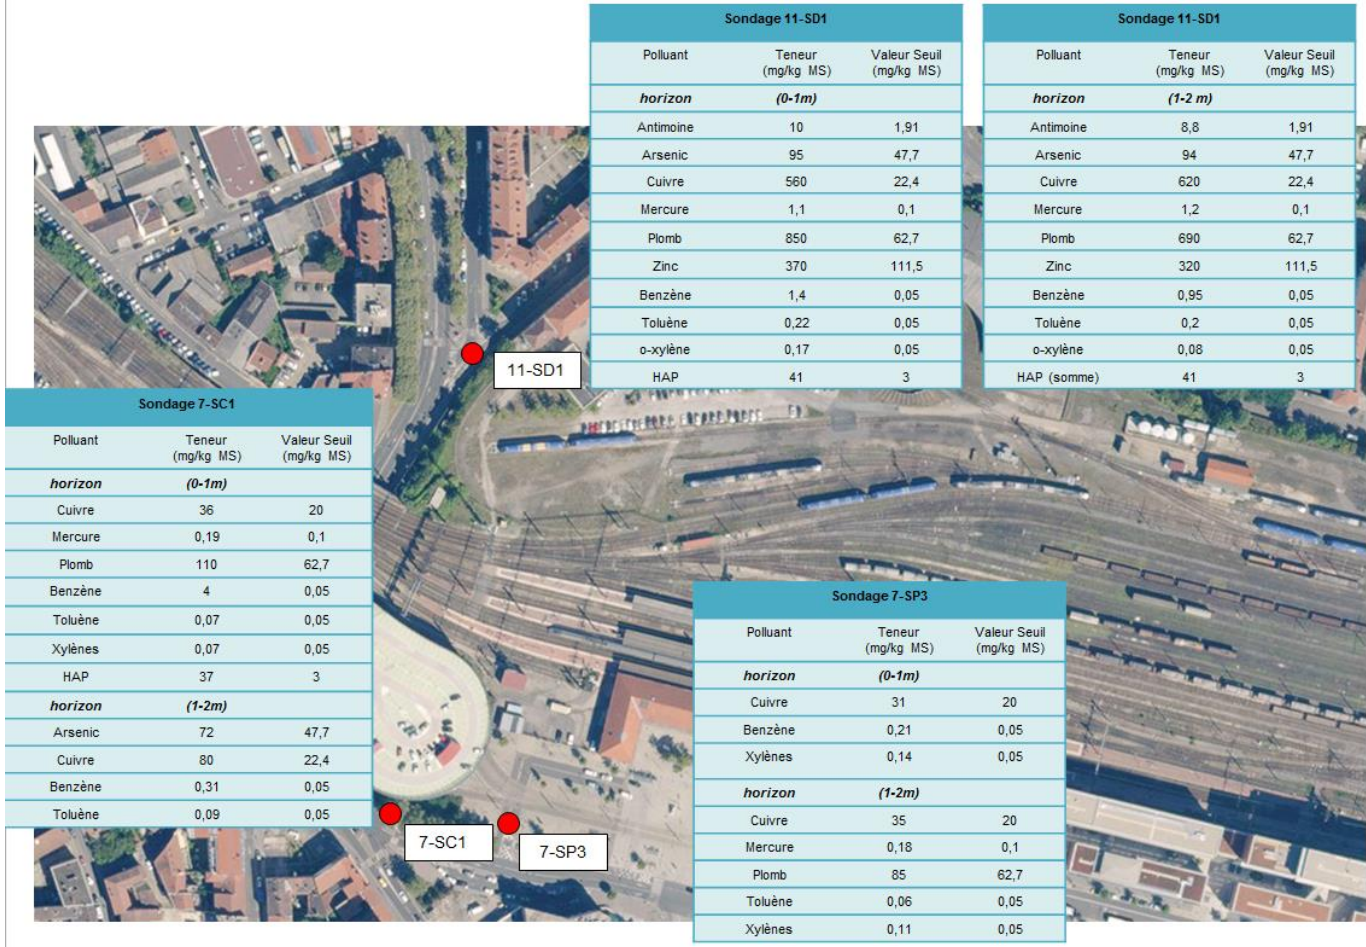 Sondage 11-SD1
Polluant Teneur (mg/kg MS) Valeur Seuil (mg/kg MS)
horizon (0-1m)
Antimoine 10 1,91
Arsenic 95 47,7
Cuivre 560 22,4
Mercure 1,1 0,1
Plomb 850 62,7
Zinc 370 111,5
Benzène 1,4 0,05
Toluène 0,22 0,05
o-xylène 0,17 0,05
HAP 41 3
Sondage 11-SD1
Polluant Teneur (mg/kg MS) Valeur Seuil (mg/kg MS)
horizon (1-2 m)
Antimoine 8,8 1,91
Arsenic 94 47,7
Cuivre 620 22,4
Mercure 1,2 0,1
Plomb 690 62,7
Zinc 320 111,5
Benzène 0,95 0,05
Toluène 0,2 0,05
o-xylène 0,08 0,05
HAP (somme) 41 3
11-SD1
Sondage 7-SC1
Polluant Teneur (mg/kg MS) Valeur Seuil (mg/kg MS)
horizon (0-1m)
Cuivre 36 20
Mercure 0,19 0,1
Plomb 110 62,7
Benzène 4 0,05
Toluène 0,07 0,05
Xylènes 0,07 0,05
HAP 37 3
horizon (1-2m)
Arsenic 72 47,7
Cuivre 80 22,4
Benzène 0,31 0,05
Toluène 0,09 0,05
Sondage 7-SP3
Polluant Teneur (mg/kg MS) Valeur Seuil (mg/kg MS)
horizon (0-1m)
Cuivre 31 20
Benzène 0,21 0,05
Xylènes 0,14 0,05
horizon (1-2m)
Cuivre 35 20
Mercure 0,18 0,1
Plomb 85 62,7
Toluène 0,06 0,05
Xylènes 0,11 0,05
7-SC1
7-SP3